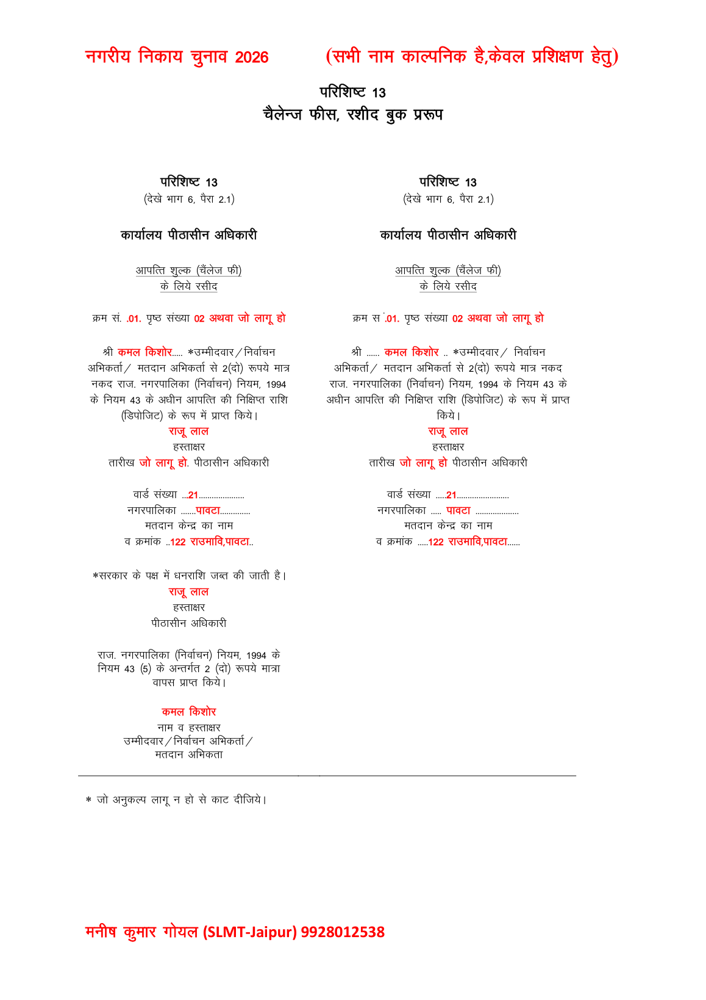 नगरीय निकाय चुनाव 2026 (सभी नाम काल्पनिक है,केवल प्रशिक्षण हेतु)
परिशिष्ट 13
चैलेन्ज फीस, रशीद बुक प्ररूप
परिशिष्ट 13
(देखे भाग 6, पैरा 2.1)
कार्यालय पीठासीन अधिकारी
आपत्ति शुल्क (चैंलेज फी)
के लिये रसीद
क्रम सं. .01. पृष्ठ संख्या 02 अथवा जो लागू हो
श्री कमल किशोर..... *उम्मीदवार/निर्वाचन
अभिकर्ता/ मतदान अभिकर्ता से 2(दो) रूपये मात्र
नकद राज. नगरपालिका (निर्वाचन) नियम, 1994
के नियम 43 के अधीन आपत्ति की निक्षिप्त राशि
(डिपोजिट) के रूप में प्राप्त किये।
राजू लाल
हस्ताक्षर
तारीख जो लागू हो. पीठासीन अधिकारी
वार्ड संख्या ...21.....................
नगरपालिका .......पावटा..............
मतदान केन्द्र का नाम
व क्रमांक ..122 राउमावि,पावटा..
*सरकार के पक्ष में धनराशि जब्त की जाती है।
राजू लाल
हस्ताक्षर
पीठासीन अधिकारी
राज. नगरपालिका (निर्वाचन) नियम, 1994 के
नियम 43 (5) के अन्तर्गत 2 (दो) रूपये मात्रा
वापस प्राप्त किये।
कमल किशोर
नाम व हस्ताक्षर
उम्मीदवार/निर्वाचन अभिकर्ता/
मतदान अभिकता
परिशिष्ट 13
(देखे भाग 6, पैरा 2.1)
कार्यालय पीठासीन अधिकारी
आपत्ति शुल्क (चैंलेज फी)
के लिये रसीद
क्रम स ं.01. पृष्ठ संख्या 02 अथवा जो लागू हो
श्री ...... कमल किशोर .. *उम्मीदवार/ निर्वाचन
अभिकर्ता/ मतदान अभिकर्ता से 2(दो) रूपये मात्र नकद
राज. नगरपालिका (निर्वाचन) नियम, 1994 के नियम 43 के
अधीन आपत्ति की निक्षिप्त राशि (डिपोजिट) के रूप में प्राप्त
किये।
राजू लाल
हस्ताक्षर
तारीख जो लागू हो पीठासीन अधिकारी
वार्ड संख्या .....21........................
नगरपालिका ..... पावटा ....................
मतदान केन्द्र का नाम
व क्रमांक .....122 राउमावि,पावटा......
* जो अनुकल्प लागू न हो से काट दीजिये।
मनीष कुमार गोयल (SLMT-Jaipur) 9928012538